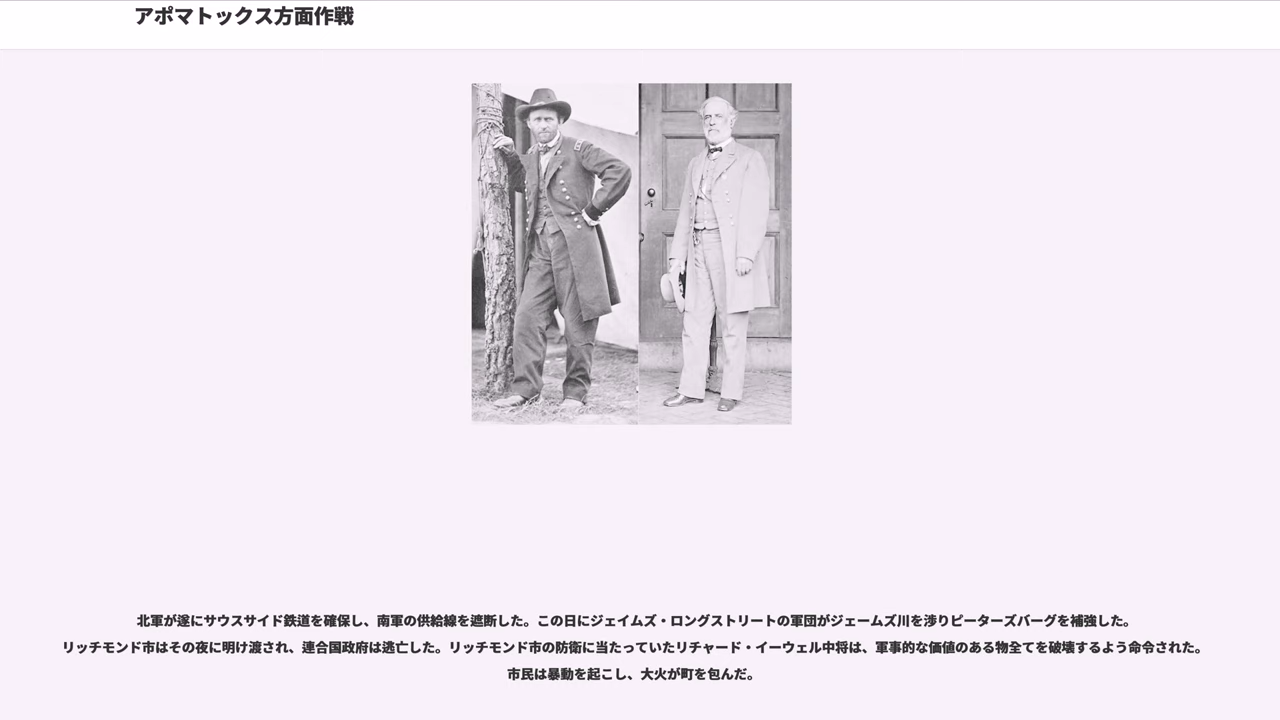 アポマトックス方面作戦
北軍が遂にサウスサイド鉄道を確保し、南軍の供給線を遮断した。この日にジェイムズ・ロングストリートの軍団がジェームズ川を渉りピーターズバーグを補強した。
リッチモンド市はその夜に明け渡され、連合国政府は逃亡した。リッチモンド市の防衛に当たっていたリチャード・イーウェル中将は、軍事的な価値のある物全てを破壊するよう命令された。
市民は暴動を起こし、大火が町を包んだ。